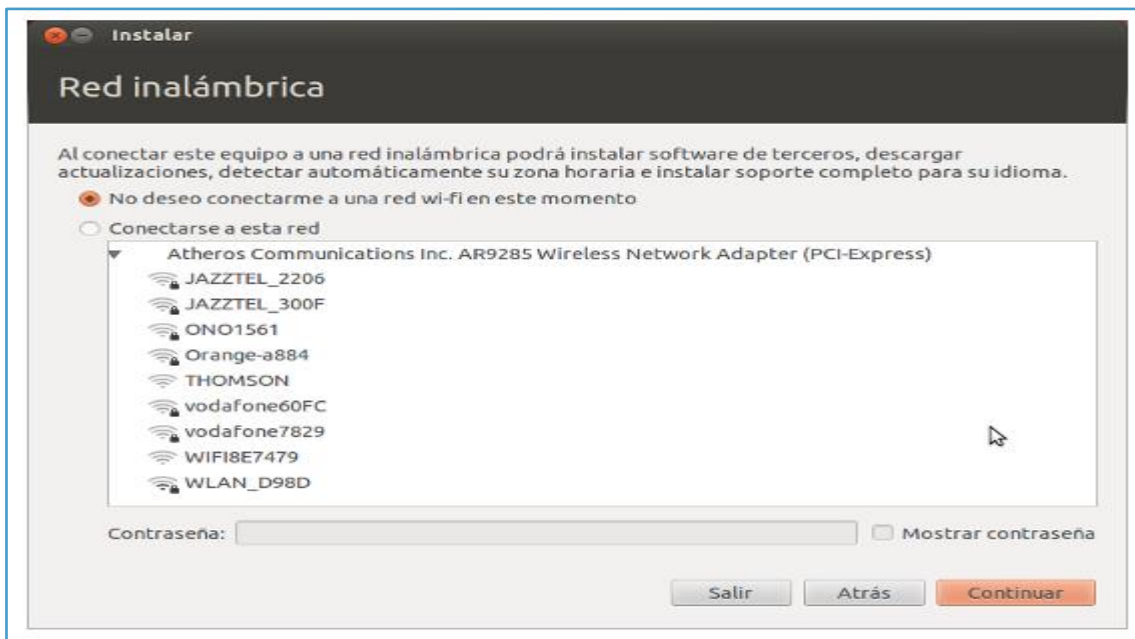 Instalar
Red inalámbrica
Al conectar este equipo a una red inalámbrica podrá instalar software de terceros, descargar
actualizaciones, detectar automáticamente su zona horaria e instalar soporte completo para su idioma.
No deseo conectarme a una red wi-fi en este momento
Conectarse a esta red
Atheros Communications Inc. AR9285 Wireless Network Adapter (PCI-Express)
JAZZTEL_2206
JAZZTEL_300F
ONO1561
Orange-a884
THOMSON
vodafone60FC
vodafone7829
WIFI8E7479
WLAN_D98D
Contraseña:
Mostrar contraseña
Salir
Atrás
Continuar